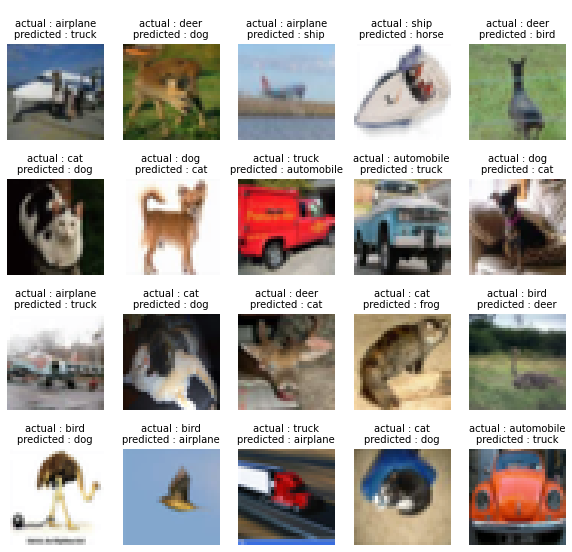 actual : airplane
predicted : truck
actual : deer
predicted : dog
actual : airplane
predicted : ship
actual : ship
predicted : horse
actual : deer
predicted : bird
actual : cat
predicted : dog
actual : dog
predicted : cat
actual : truck
predicted : automobile
actual : automobile
predicted : truck
actual : dog
predicted : cat
actual : airplane
predicted : truck
actual : cat
predicted : dog
actual : deer
predicted : cat
actual : cat
predicted : frog
actual : bird
predicted : deer
actual : bird
predicted : dog
actual : bird
predicted : airplane
actual : truck
predicted : airplane
actual : cat
predicted : dog
actual : automobile
predicted : truck